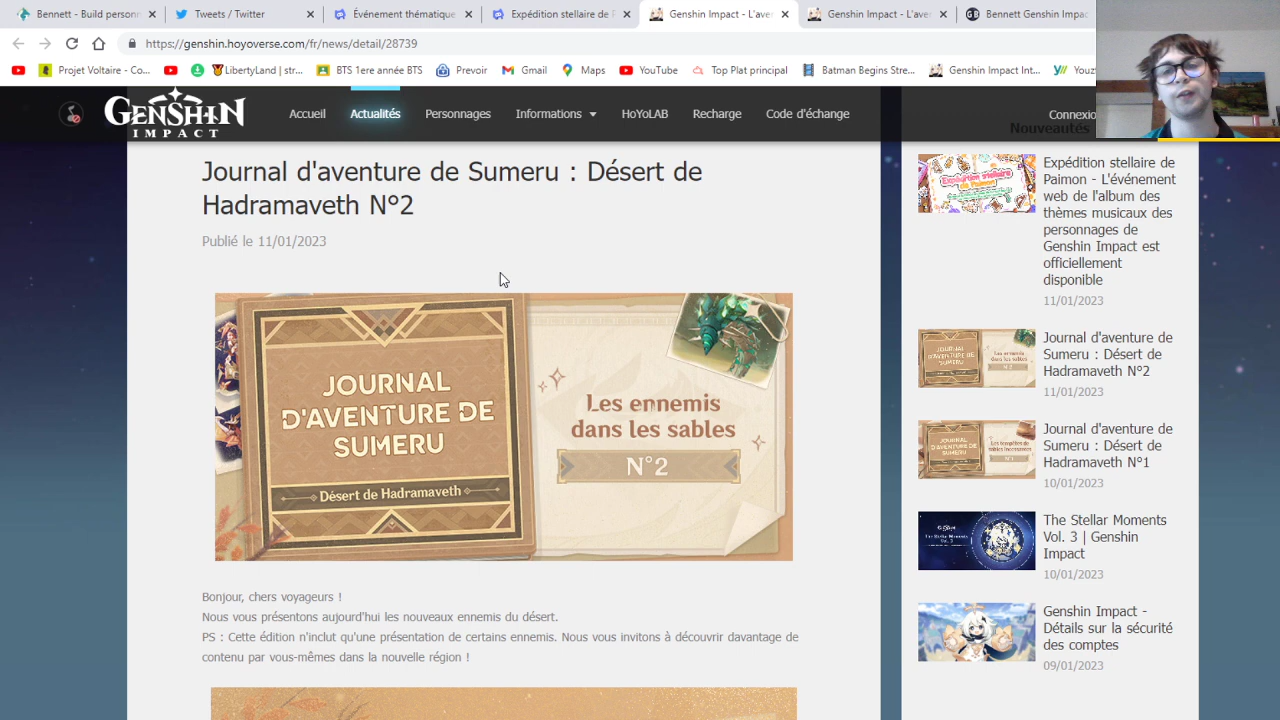 Bennett - Build personn
Tweets / Twitter
Événement thématique
Expédition stellaire de P
Genshin Impact - L'aver
Genshin Impact - L'aver
Bennett Genshin Impac
https://genshin.hoyoverse.com/fr/news/detail/28739
Projet Voltaire - Co...
LibertyLand | str...
BTS 1ere année BTS
Prevoir
Gmail
Maps
YouTube
Top Plat principal
Batman Begins Stre...
Genshin Impact Int...
GENSHIN
IMPACT
Accueil
Actualités
Personnages
Informations
HoYoLAB
Recharge
Code d'échange
Connexio
Nouveautés
Journal d'aventure de Sumeru : Désert de
Hadramaveth N°2
Publié le 11/01/2023
JOURNAL
D'AVENTURE DE
SUMERU
Désert de Hadramaveth
Les ennemis
dans les sables
N°2
Bonjour, chers voyageurs !
Nous vous présentons aujourd'hui les nouveaux ennemis du désert.
PS : Cette édition n'inclut qu'une présentation de certains ennemis. Nous vous invitons à découvrir davantage de
contenu par vous-mêmes dans la nouvelle région !
Expédition stellaire de
Paimon - L'événement
web de l'album des
thèmes musicaux des
personnages de
Genshin Impact est
officiellement
disponible
11/01/2023
Journal d'aventure de
Sumeru : Désert de
Hadramaveth N°2
11/01/2023
Journal d'aventure de
Sumeru : Désert de
Hadramaveth N°1
10/01/2023
The Stellar Moments
Vol. 3 | Genshin
Impact
10/01/2023
Genshin Impact -
Détails sur la sécurité
des comptes
09/01/2023